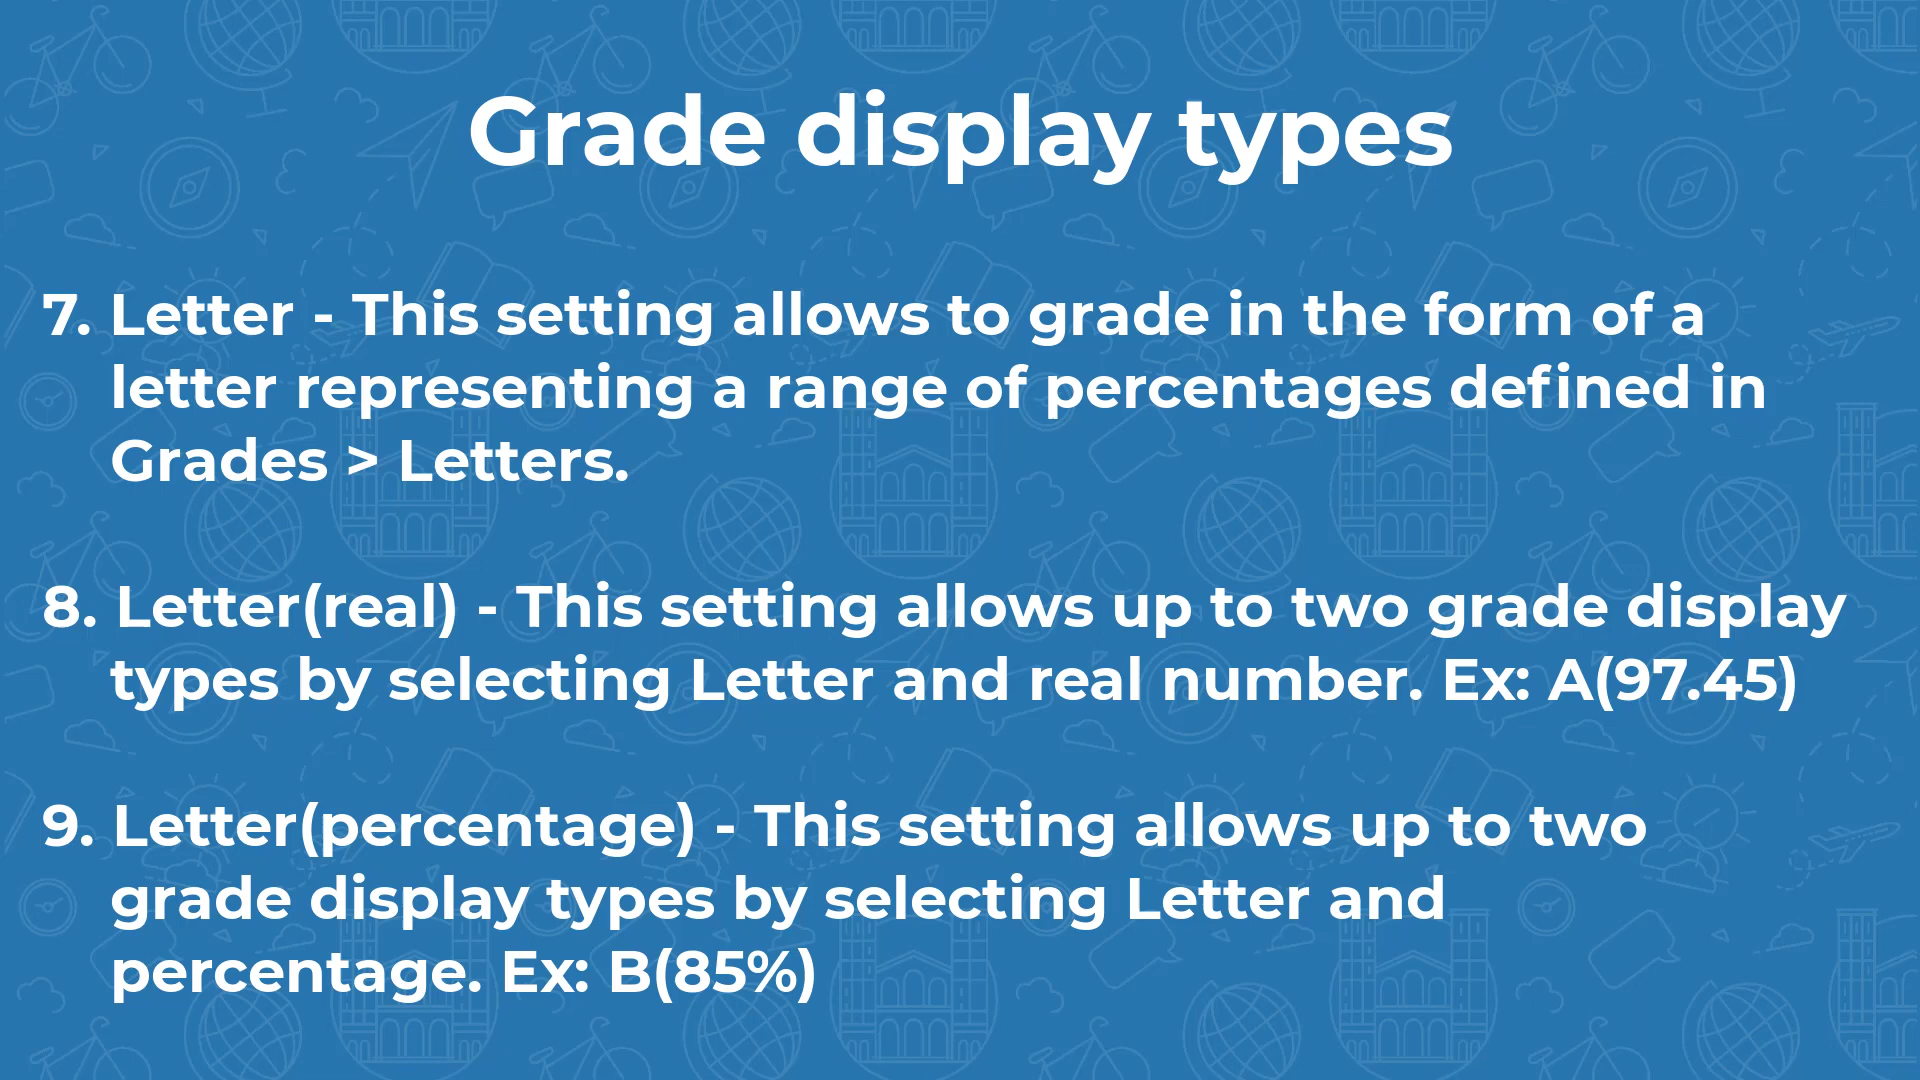 Grade display types
7. Letter - This setting allows to grade in the form of a
letter representing a range of percentages defined in
Grades > Letters.
8. Letter(real) - This setting allows up to two grade display
types by selecting Letter and real number. Ex: A(97.45)
9. Letter(percentage) - This setting allows up to two
grade display types by selecting Letter and
percentage. Ex: B(85%)